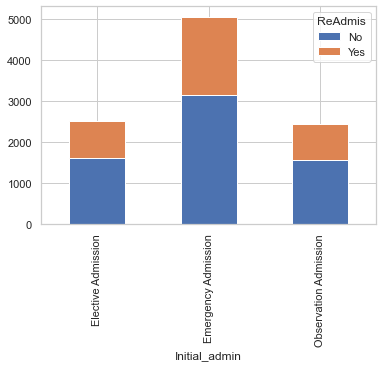 ReAdmis
No
Yes
5000
4000
3000
2000
1000
0
Elective Admission
Emergency Admission
Observation Admission
Initial_admin